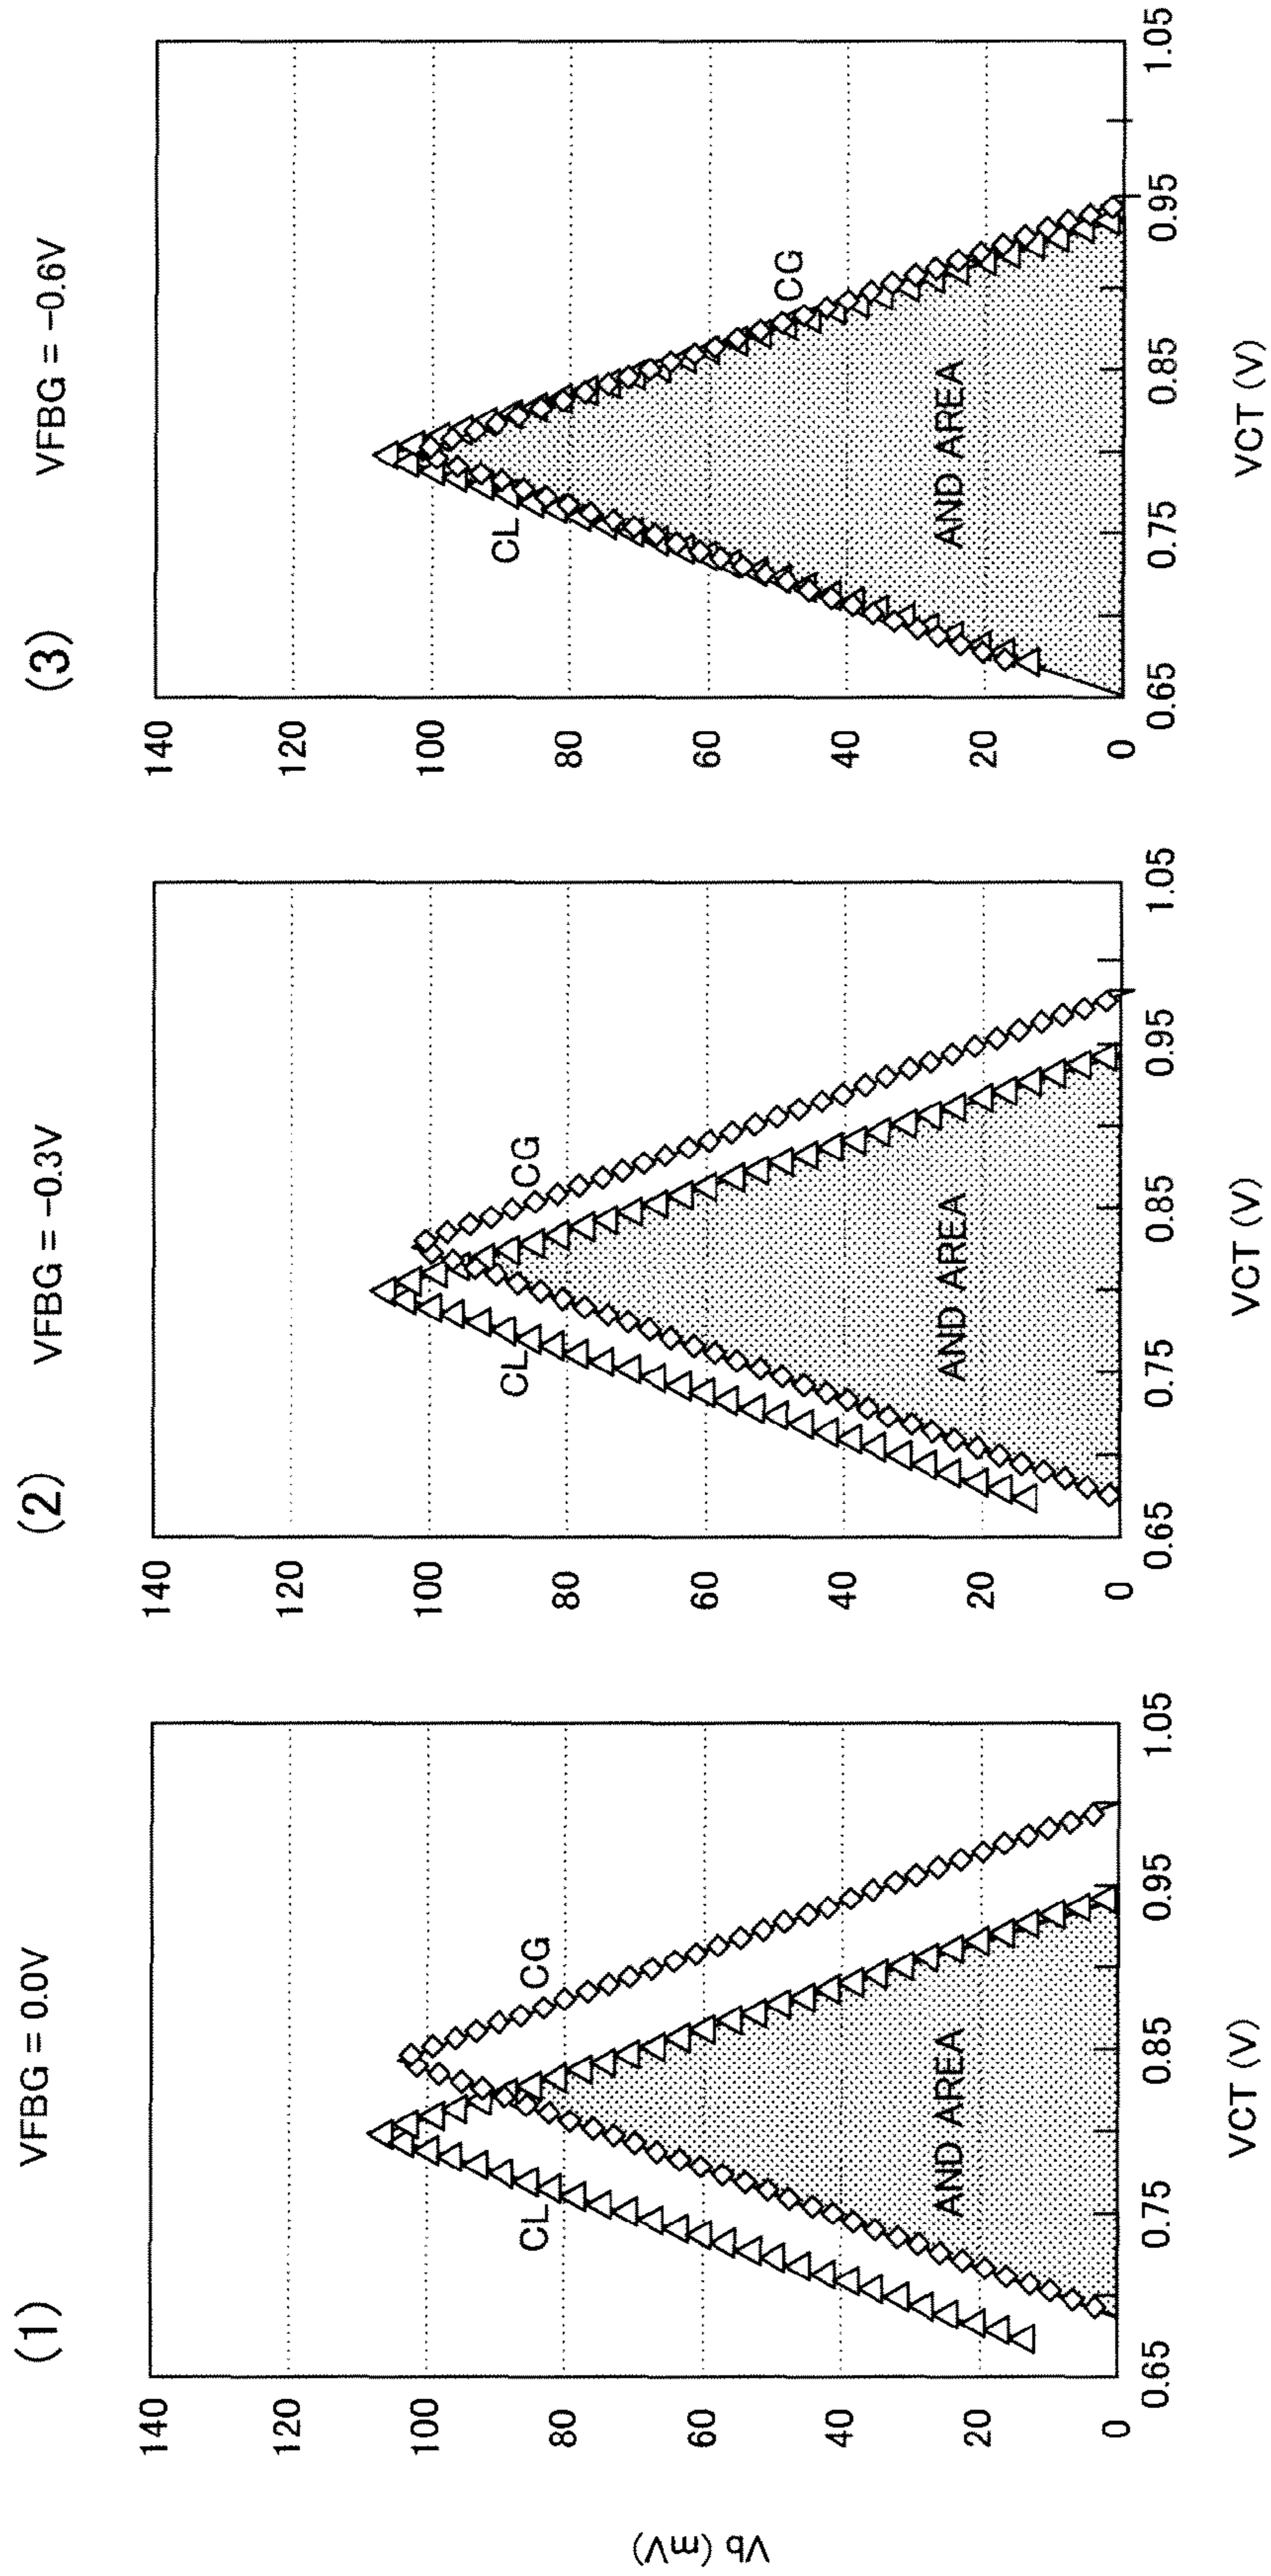 (1)
VFBG = 0.0V
Vb (mV)
140
120
100
80
60
40
20
0
CL
CG
AND AREA
0.65
0.75
0.85
0.95
1.05
VCT (V)
(2)
VFBG = −0.3V
140
120
100
80
60
40
20
0
CL
CG
AND AREA
0.65
0.75
0.85
0.95
1.05
VCT (V)
(3)
VFBG = −0.6V
140
120
100
80
60
40
20
0
CL
CG
AND AREA
0.65
0.75
0.85
0.95
1.05
VCT (V)